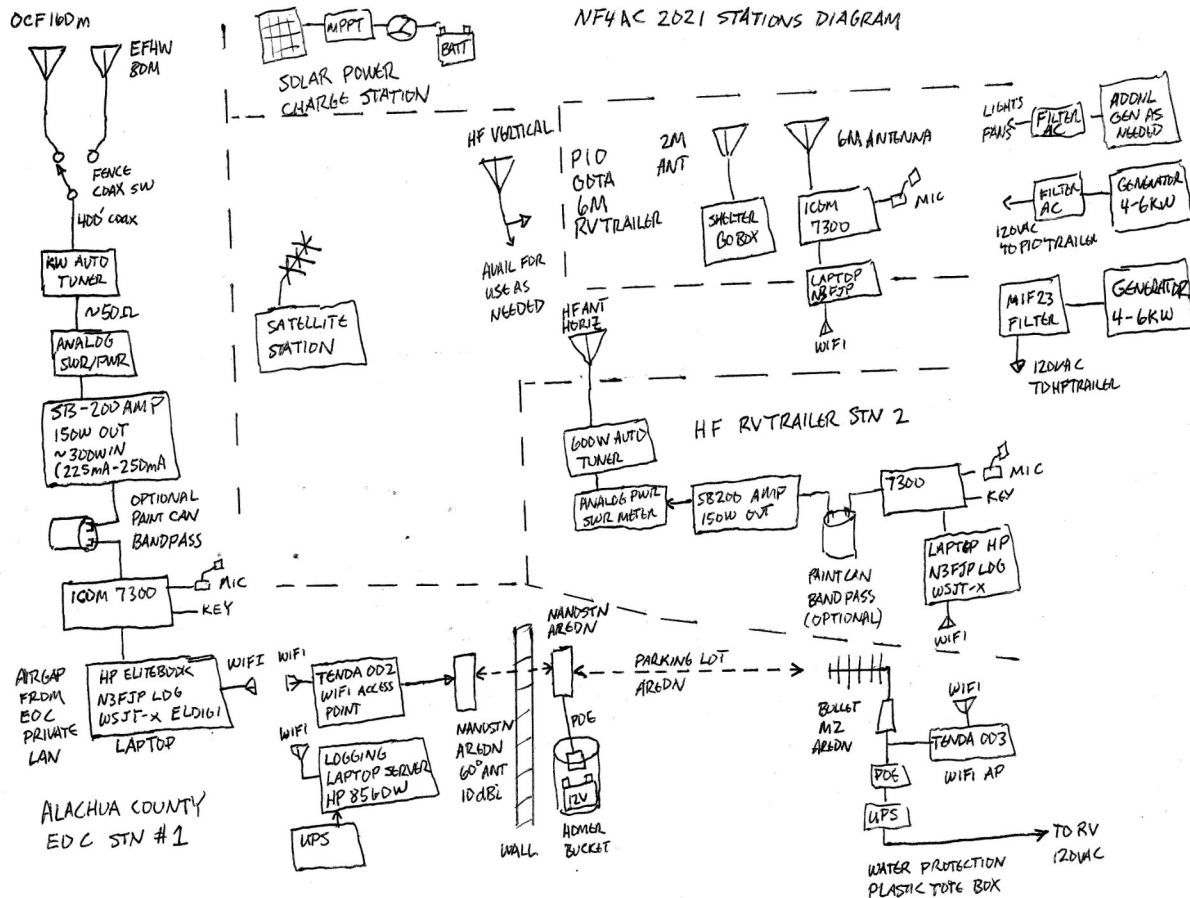 NF4AC 2021 STATIONS DIAGRAM
OCF 160m
EFHW
80M
FENCE
COAX SW
400' COAX
KW AUTO
TUNER
~50Ω
ANALOG
SWR/PWR
SB-200 AMP
150W OUT
~300W IN
(225mA-250mA
OPTIONAL
PAINT CAN
BANDPASS
ICOM 7300
MIC
KEY
AIRGAP
FROM
EOC
PRIVATE
LAN
HP ELITEBOOK
N3FJP LOG
WSJT-X FLDIGI
LAPTOP
WIFI
ALACHUA COUNTY
EOC STN #1
MPPT
BATT
SOLAR POWER
CHARGE STATION
SATELLITE
STATION
HF VERTICAL
AVAIL FOR
USE AS
NEEDED
PIO
GOTA
6M
RV TRAILER
2M
ANT
SHELTER
GO BOX
6M ANTENNA
ICOM
7300
MIC
LAPTOP
N3FJP
WIFI
LIGHTS
FANS
FILTER
AC
ADDNL
GEN AS
NEEDED
120VAC
TO PIO TRAILER
FILTER
AC
GENERATOR
4-6KW
MIF23
FILTER
GENERATOR
4-6KW
120VAC
TO HF TRAILER
HF ANT
HORIZ
HF RV TRAILER STN 2
600W AUTO
TUNER
ANALOG PWR
SWR METER
SB200 AMP
150W OUT
PAINT CAN
BANDPASS
(OPTIONAL)
7300
MIC
KEY
LAPTOP HP
N3FJP LOG
WSJT-X
WIFI
WIFI
TENDA 002
WIFI ACCESS
POINT
WIFI
LOGGING
LAPTOP SERVER
HP 8560W
UPS
NANOSTN
AREDN
60° ANT
10dBi
WALL
NANOSTN
AREDN
POE
12V
HOMER
BUCKET
PARKING LOT
AREDN
BULLET
M2
AREDN
WIFI
TENDA 003
WIFI AP
POE
UPS
TO RV
120VAC
WATER PROTECTION
PLASTIC TOTE BOX